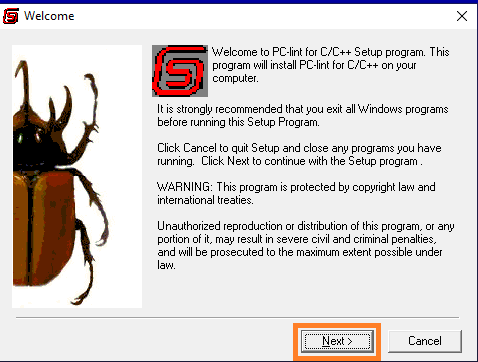 Welcome
Welcome to PC-lint for C/C++ Setup program. This
program will install PC-lint for C/C++ on your
computer.
It is strongly recommended that you exit all Windows programs
before running this Setup Program.
Click Cancel to quit Setup and close any programs you have
running. Click Next to continue with the Setup program .
WARNING: This program is protected by copyright law and
international treaties.
Unauthorized reproduction or distribution of this program, or any
portion of it, may result in severe civil and criminal penalties,
and will be prosecuted to the maximum extent possible under
law.
Next > Cancel